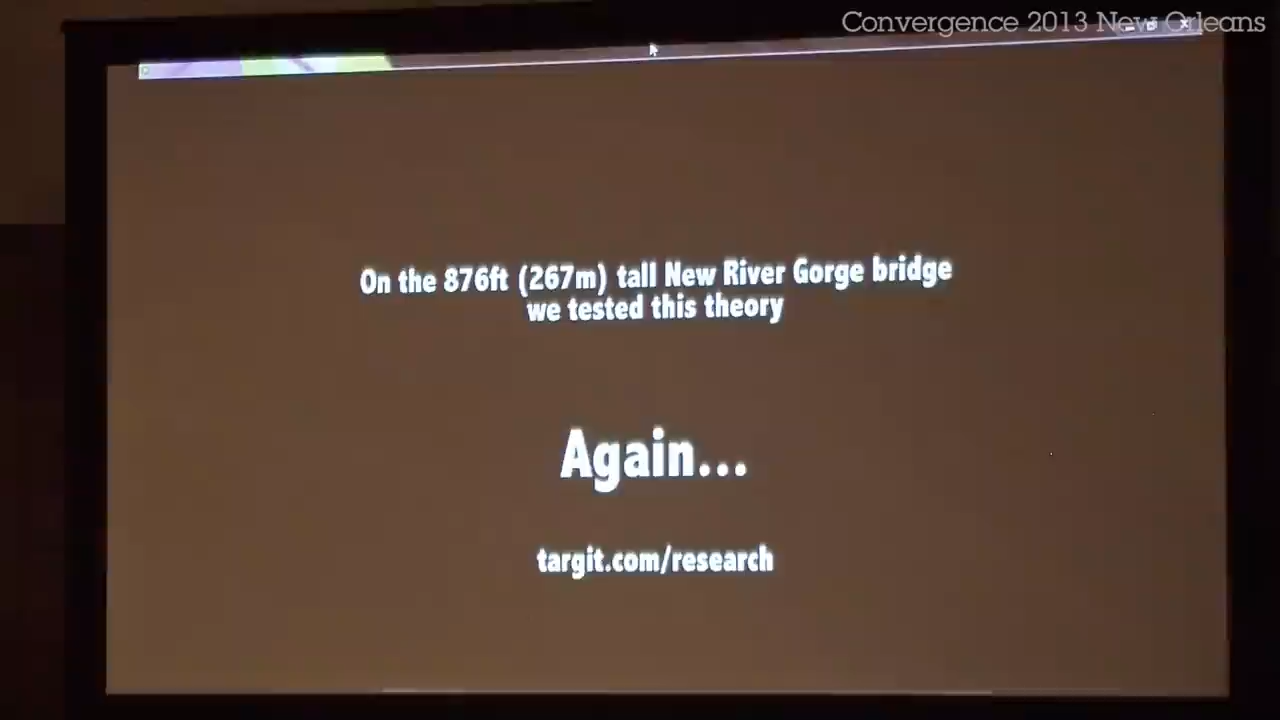 Convergence 2013 New Orleans
On the 876ft (267m) tall New River Gorge bridge
we tested this theory
Again...
targit.com/research